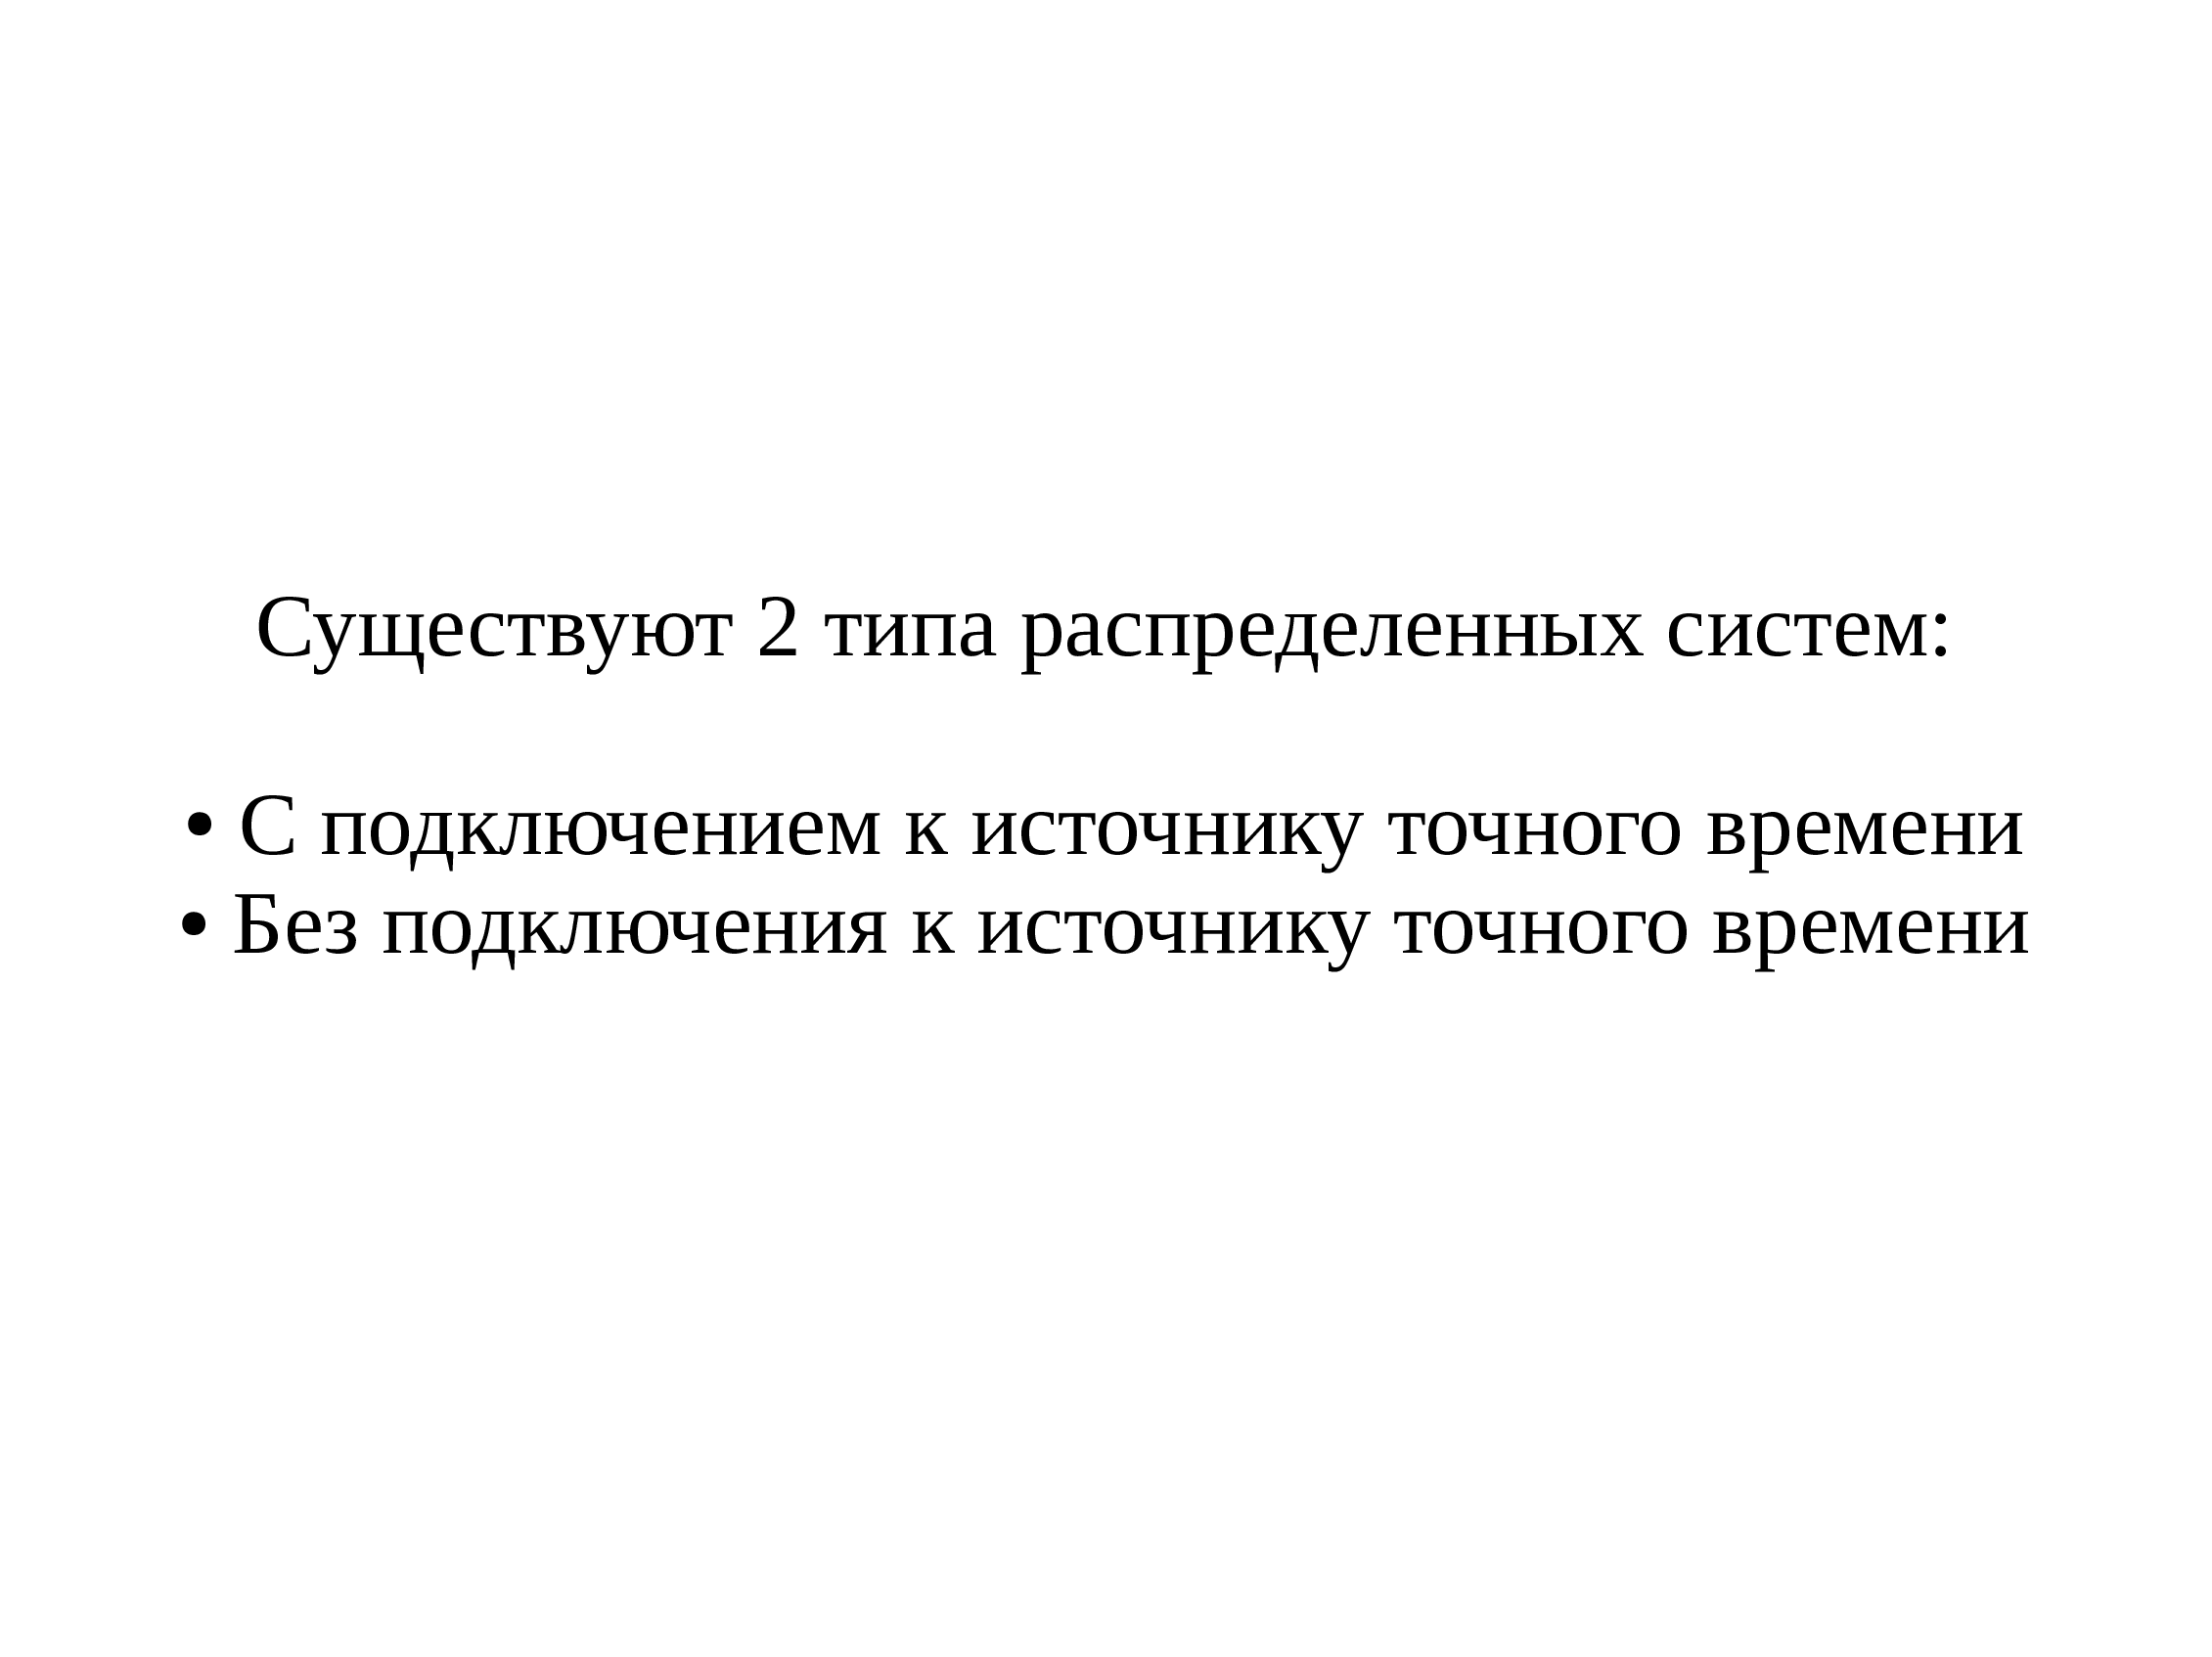 Существуют 2 типа распределенных систем:
• С подключением к источнику точного времени
• Без подключения к источнику точного времени